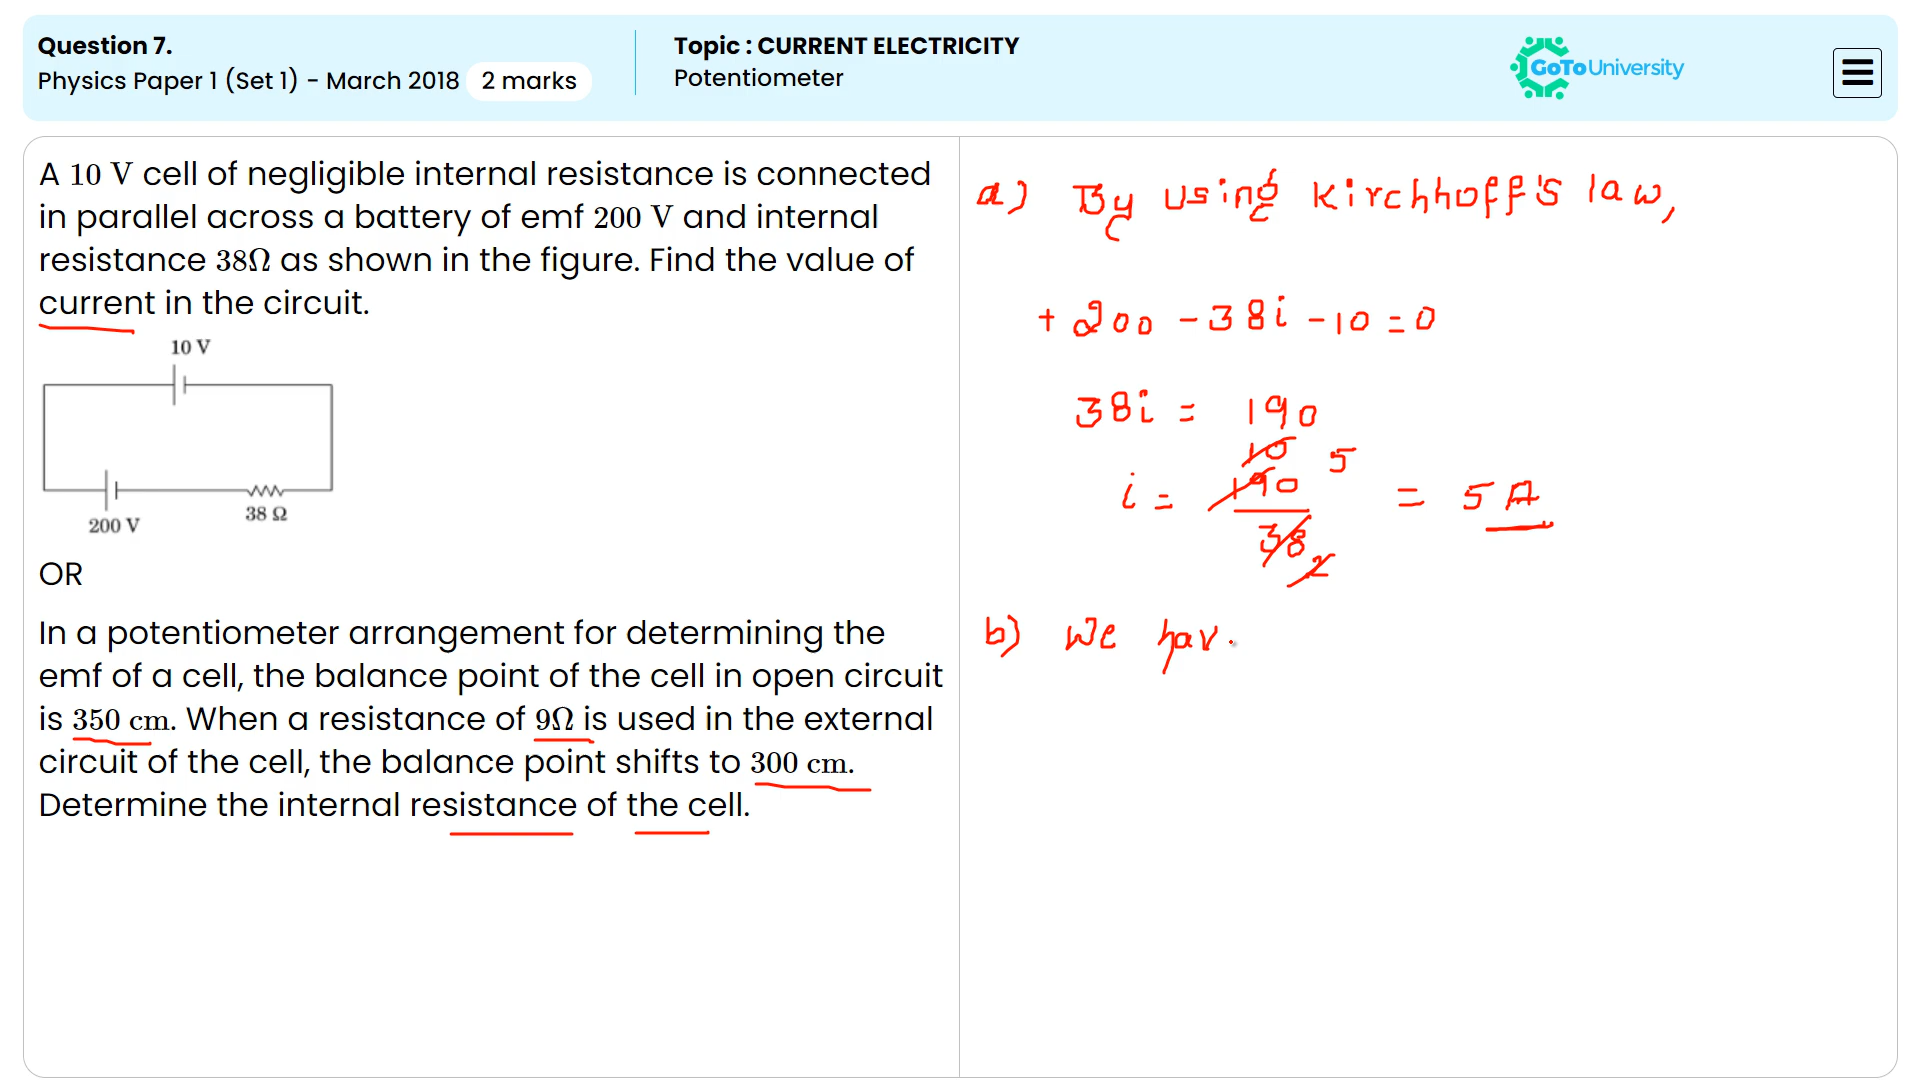 Question 7.
Physics Paper 1 (Set 1) - March 2018 2 marks
Topic : CURRENT ELECTRICITY
Potentiometer
GoToUniversity
A 10 V cell of negligible internal resistance is connected
in parallel across a battery of emf 200 V and internal
resistance 38Ω as shown in the figure. Find the value of
current in the circuit.
10 V
200 V
38 Ω
OR
In a potentiometer arrangement for determining the
emf of a cell, the balance point of the cell in open circuit
is 350 cm. When a resistance of 9Ω is used in the external
circuit of the cell, the balance point shifts to 300 cm.
Determine the internal resistance of the cell.
a) By using Kirchhoff's law,
+ 200 - 38i - 10 = 0
38i = 190
10 5
i = 190 / 38 = 5 A
2
b) We hav